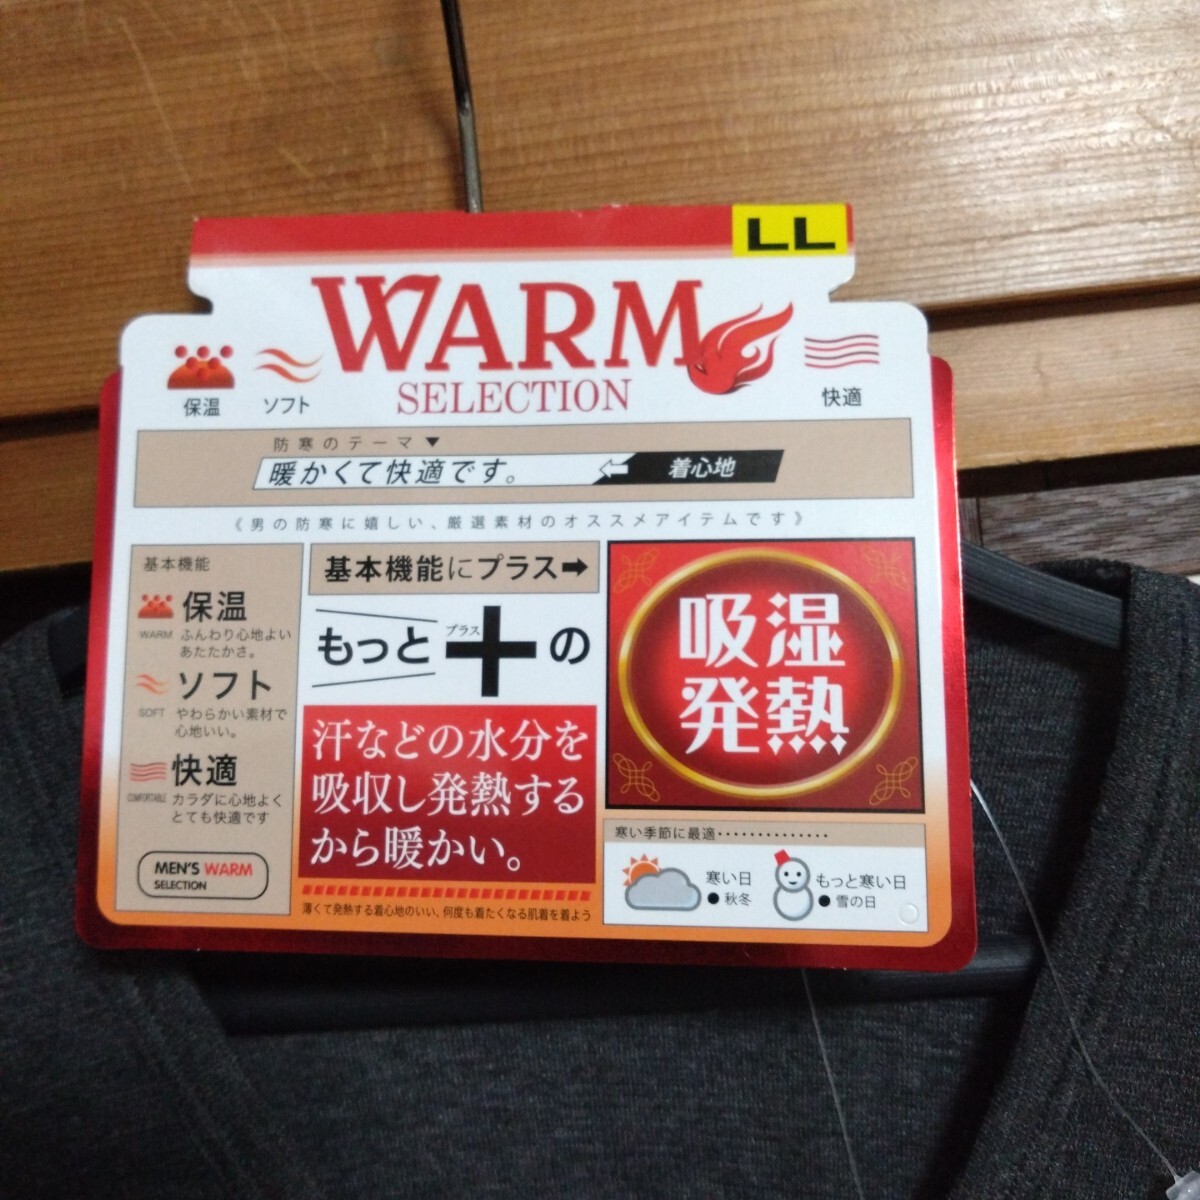 LL
WARM
SELECTION
保温
ソフト
快適
防寒のテーマ▼
暖かくて快適です。
着心地
《男の防寒に嬉しい、厳選素材のオススメアイテムです》
基本機能
保温
WARM
ふんわり心地よい
あたたかさ。
ソフト
SOFT
やわらかい素材で
心地いい。
快適
COMFORTABLE
カラダに心地よく
とても快適です
MEN'S WARM
SELECTION
基本機能にプラス➡
もっと
プラス
+の
汗などの水分を
吸収し発熱する
から暖かい。
薄くて発熱する着心地のいい、何度も着たくなる肌着を着よう
吸湿
発熱
寒い季節に最適··············
寒い日
●秋冬
もっと寒い日
●雪の日